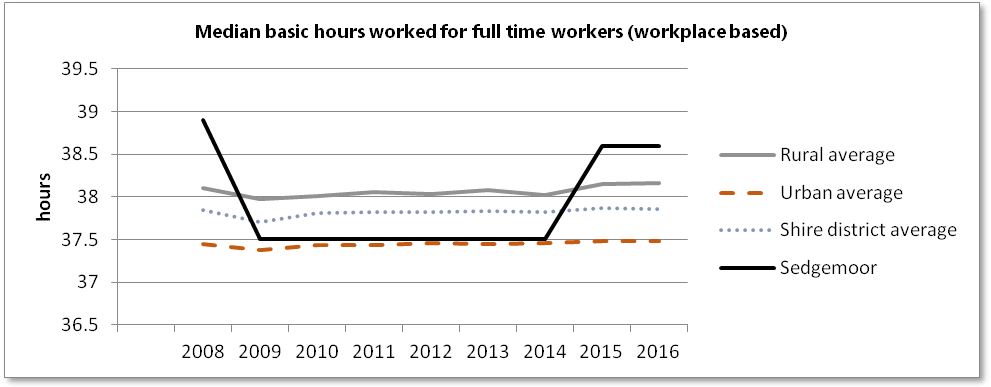 Median basic hours worked for full time workers (workplace based)
39.5
39
38.5
38
37.5
37
36.5
hours
2008 2009 2010 2011 2012 2013 2014 2015 2016
Rural average
Urban average
Shire district average
Sedgemoor